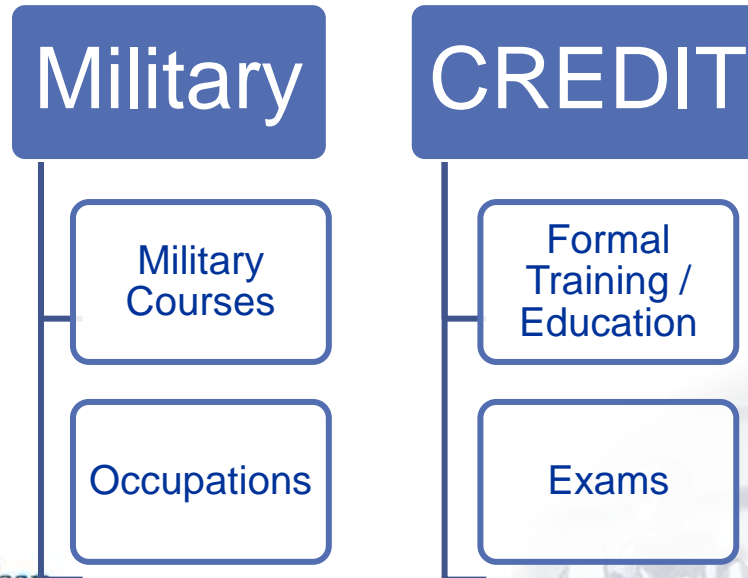 Military
Military
Courses
Occupations
CREDIT
Formal
Training /
Education
Exams